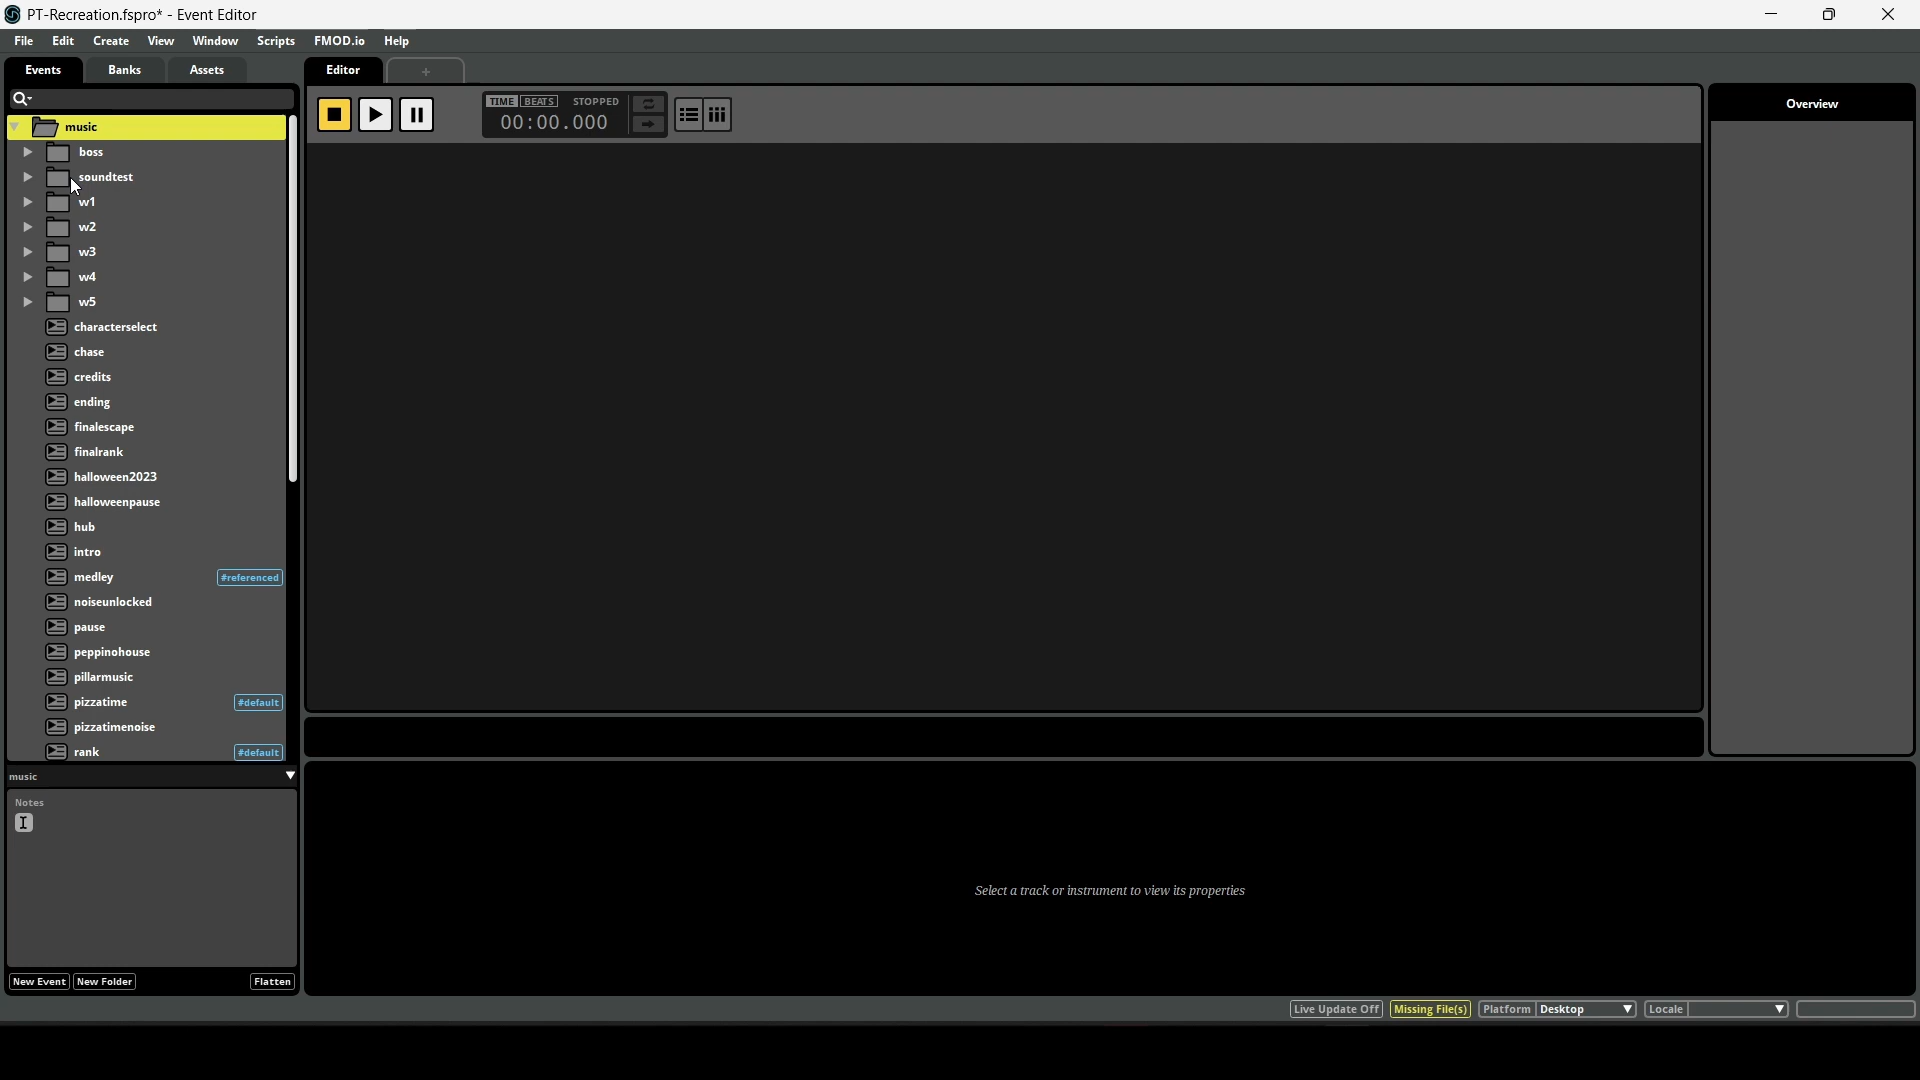 PT-Recreation.fspro* - Event Editor
File Edit Create View Window Scripts FMOD.io Help
Events Banks Assets
Editor +
TIME BEATS STOPPED
00:00.000
Overview
music
boss
soundtest
w1
w2
w3
w4
w5
characterselect
chase
credits
ending
finalescape
finalrank
halloween2023
halloweenpause
hub
intro
medley #referenced
noiseunlocked
pause
peppinohouse
pillarmusic
pizzatime #default
pizzatimenoise
rank #default
music
Notes
Select a track or instrument to view its properties
New Event New Folder Flatten
Live Update Off Missing File(s) Platform Desktop Locale